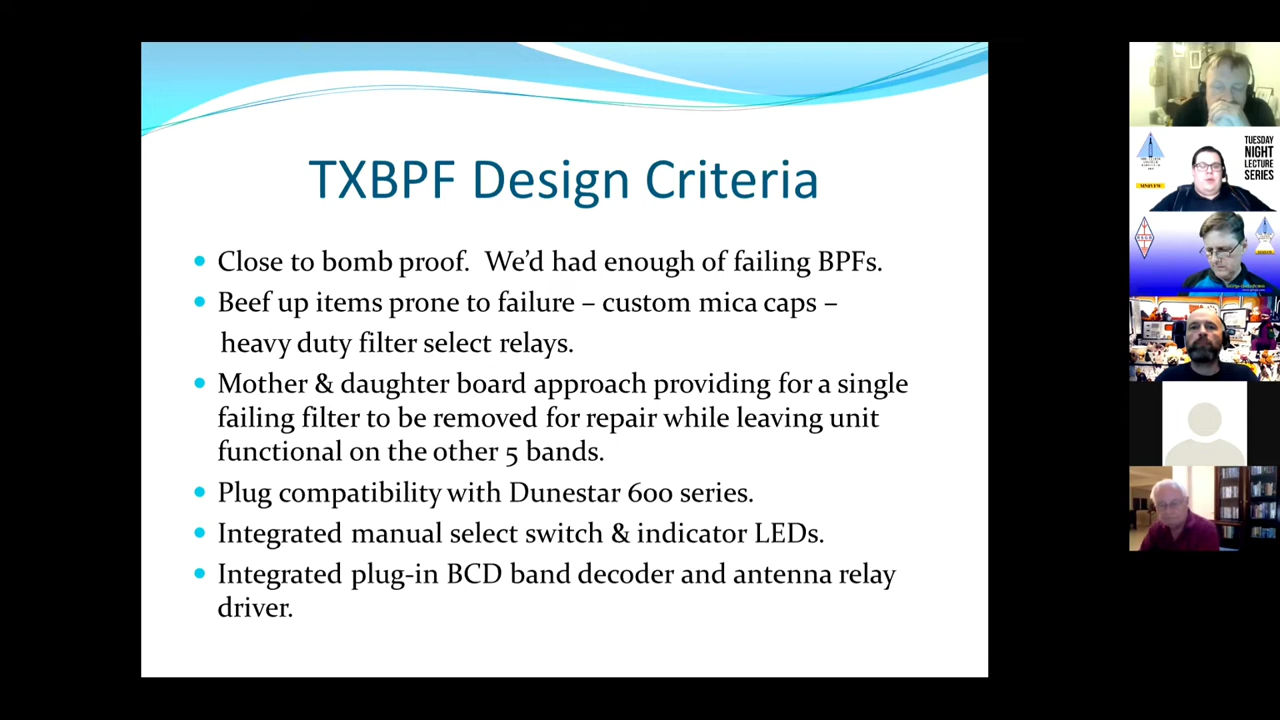 TXBPF Design Criteria
Close to bomb proof. We'd had enough of failing BPFs.
Beef up items prone to failure – custom mica caps –
heavy duty filter select relays.
Mother & daughter board approach providing for a single
failing filter to be removed for repair while leaving unit
functional on the other 5 bands.
Plug compatibility with Dunestar 600 series.
Integrated manual select switch & indicator LEDs.
Integrated plug-in BCD band decoder and antenna relay
driver.
TUESDAY
NIGHT
LECTURE
SERIES